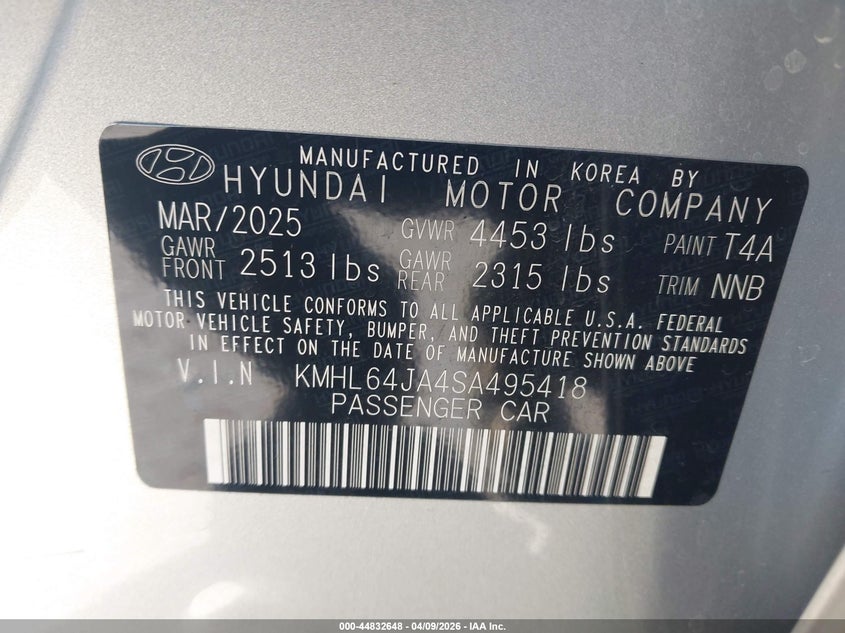 MANUFACTURED IN KOREA BY
HYUNDAI MOTOR COMPANY
MAR/2025 GVWR 4453 lbs PAINT T4A
GAWR FRONT 2513 lbs GAWR REAR 2315 lbs TRIM NNB
THIS VEHICLE CONFORMS TO ALL APPLICABLE U.S.A. FEDERAL
MOTOR VEHICLE SAFETY, BUMPER, AND THEFT PREVENTION STANDARDS
IN EFFECT ON THE DATE OF MANUFACTURE SHOWN ABOVE
V.I.N KMHL64JA4SA495418
PASSENGER CAR
000-44832648 - 04/09/2026 - IAA Inc.